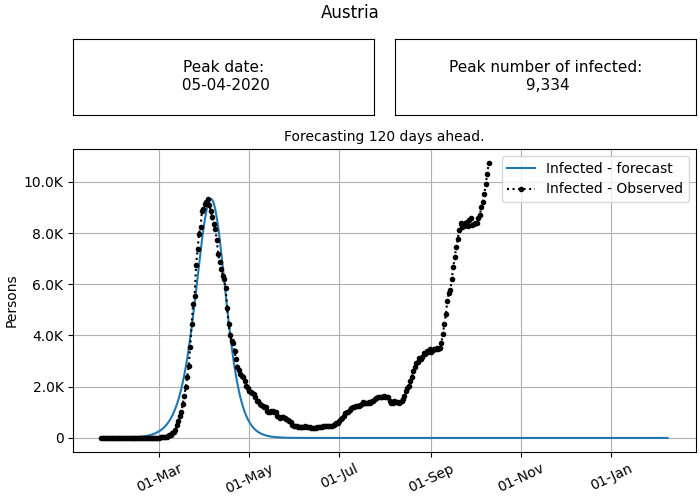 Austria
Peak date:
05-04-2020
Peak number of infected:
9,334
Forecasting 120 days ahead.
Infected - forecast
Infected - Observed
10.0K
8.0K
6.0K
4.0K
2.0K
0
Persons
01-Mar
01-May
01-Jul
01-Sep
01-Nov
01-Jan